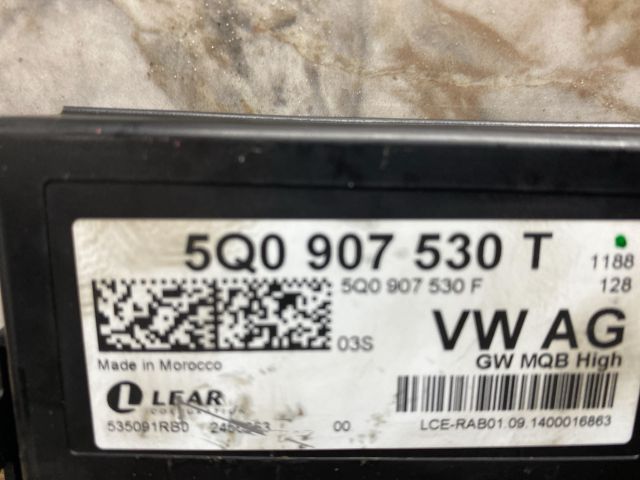 5Q0 907 530 T
1188
5Q0 907 530 F
128
03S
VW AG
Made in Morocco
GW MQB High
LEAR
CORPORATION
535091RB0 00
LCE-RAB01.09.1400016863